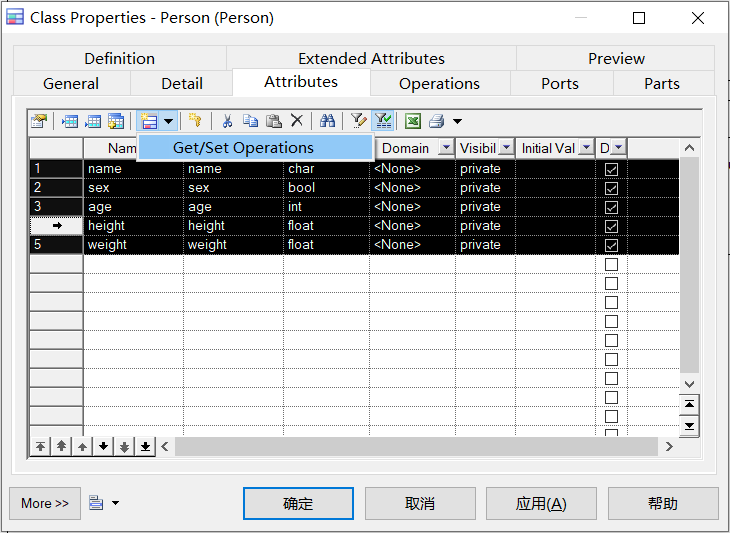 Class Properties - Person (Person)
Definition Extended Attributes Preview
General Detail Attributes Operations Ports Parts
Get/Set Operations
Nam Domain Visibil Initial Val D
1 name name char <None> private
2 sex sex bool <None> private
3 age age int <None> private
height height float <None> private
5 weight weight float <None> private
More >> 确定 取消 应用(A) 帮助